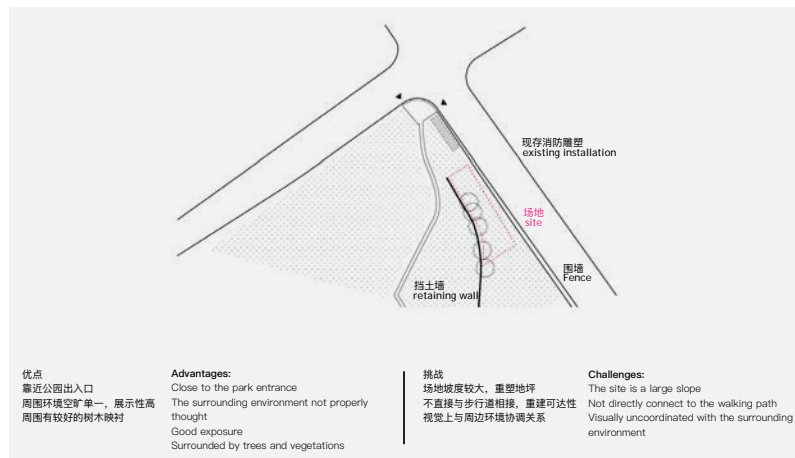 现存消防雕塑
existing installation
场地
site
围墙
Fence
挡土墙
retaining wall
优点
靠近公园出入口
周围环境空旷单一，展示性高
周围有较好的树木映衬
Advantages:
Close to the park entrance
The surrounding environment not properly
thought
Good exposure
Surrounded by trees and vegetations
挑战
场地坡度较大，重塑地坪
不直接与步行道相接，重建可达性
视觉上与周边环境协调关系
Challenges:
The site is a large slope
Not directly connect to the walking path
Visually uncoordinated with the surrounding
environment